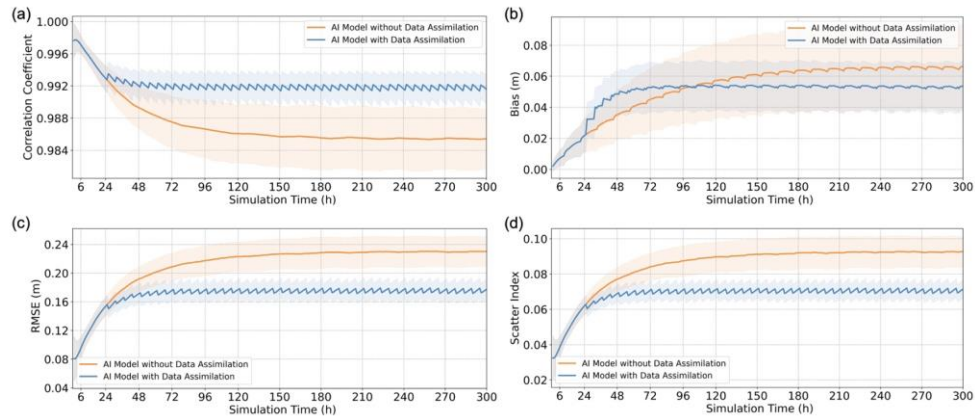 (a)
1.000
0.996
0.992
0.988
0.984
Correlation Coefficient
AI Model without Data Assimilation
AI Model with Data Assimilation
6 24 48 72 96 120 150 180 210 240 270 300
Simulation Time (h)
(b)
0.08
0.06
0.04
0.02
0.00
Bias (m)
AI Model without Data Assimilation
AI Model with Data Assimilation
6 24 48 72 96 120 150 180 210 240 270 300
Simulation Time (h)
(c)
0.24
0.20
0.16
0.12
0.08
0.04
RMSE (m)
AI Model without Data Assimilation
AI Model with Data Assimilation
6 24 48 72 96 120 150 180 210 240 270 300
Simulation Time (h)
(d)
0.10
0.08
0.06
0.04
0.02
Scatter Index
AI Model without Data Assimilation
AI Model with Data Assimilation
6 24 48 72 96 120 150 180 210 240 270 300
Simulation Time (h)